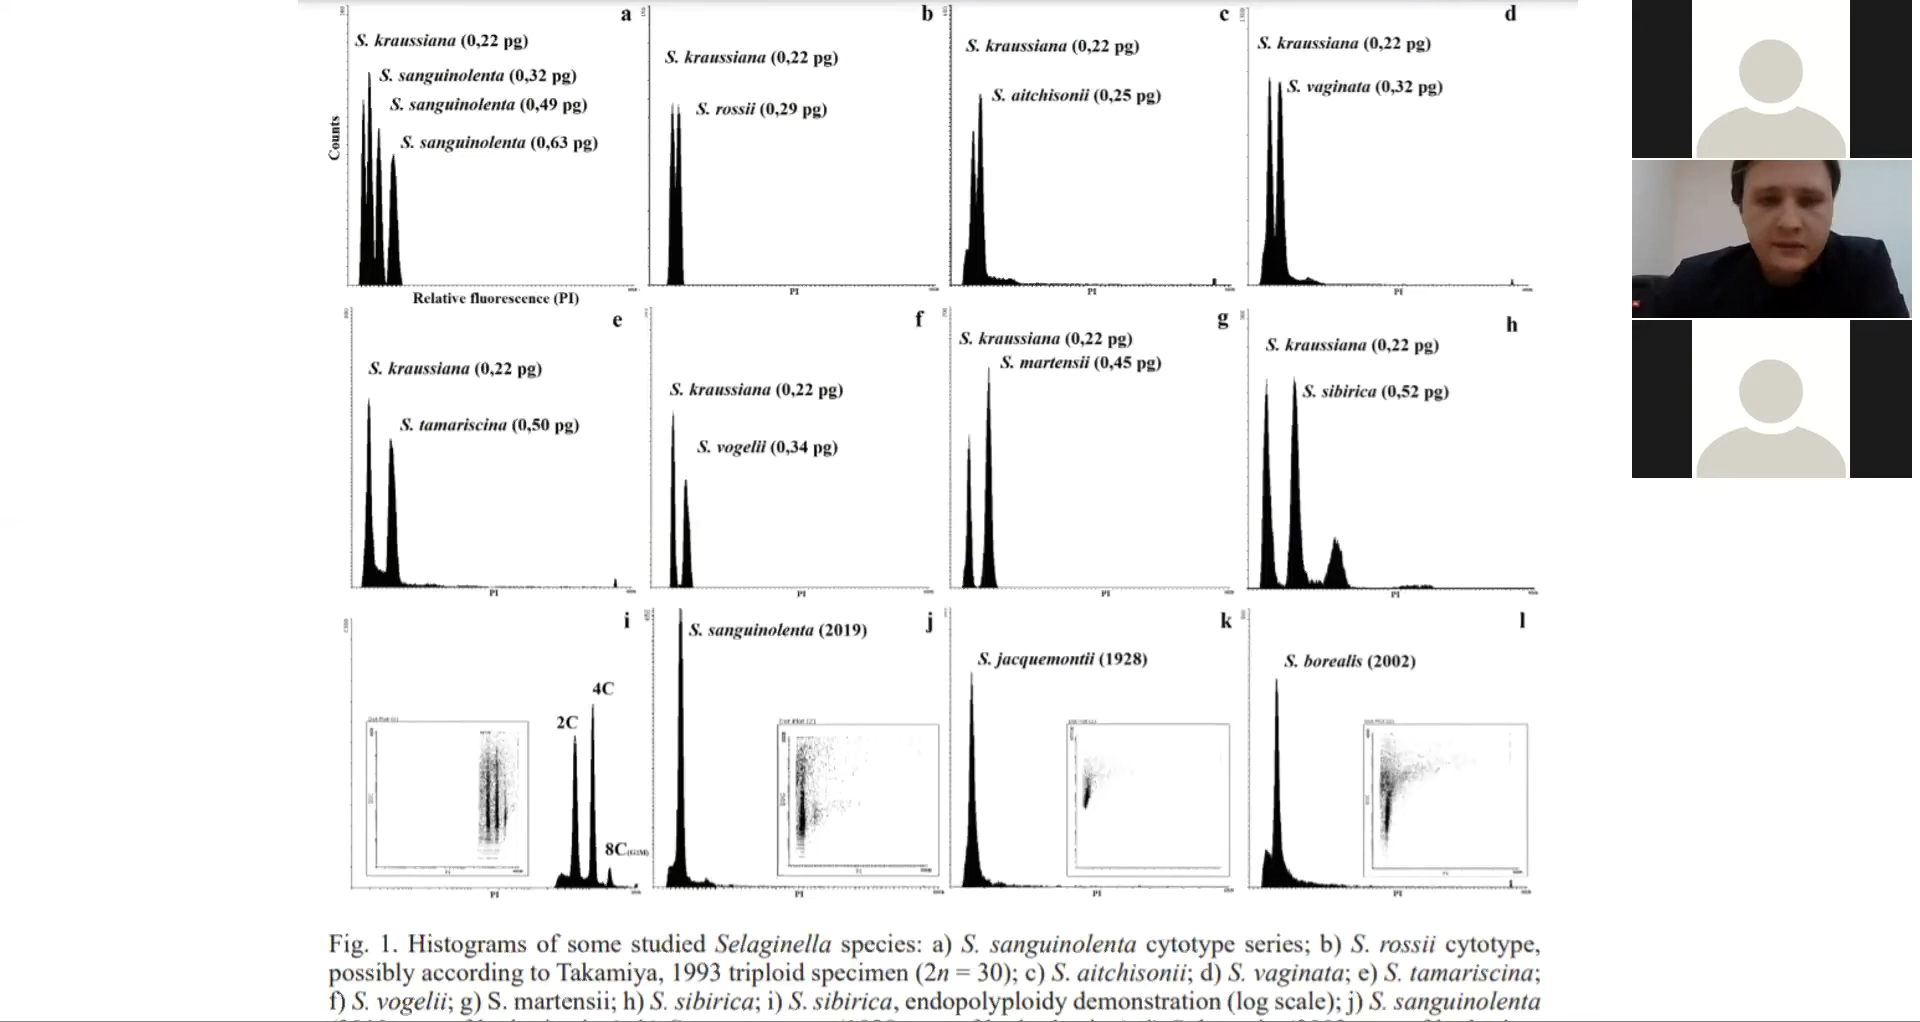 a
S. kraussiana (0,22 pg)
S. sanguinolenta (0,32 pg)
S. sanguinolenta (0,49 pg)
S. sanguinolenta (0,63 pg)
Counts
Relative fluorescence (PI)
b
S. kraussiana (0,22 pg)
S. rossii (0,29 pg)
PI
c
S. kraussiana (0,22 pg)
S. aitchisonii (0,25 pg)
PI
d
S. kraussiana (0,22 pg)
S. vaginata (0,32 pg)
PI
e
S. kraussiana (0,22 pg)
S. tamariscina (0,50 pg)
PI
f
S. kraussiana (0,22 pg)
S. vogelii (0,34 pg)
PI
g
S. kraussiana (0,22 pg)
S. martensii (0,45 pg)
PI
h
S. kraussiana (0,22 pg)
S. sibirica (0,52 pg)
PI
i
2C
4C
8C
PI
j
S. sanguinolenta (2019)
PI
k
S. jacquemontii (1928)
PI
l
S. borealis (2002)
PI
Fig. 1. Histograms of some studied Selaginella species: a) S. sanguinolenta cytotype series; b) S. rossii cytotype,
possibly according to Takamiya, 1993 triploid specimen (2n = 30); c) S. aitchisonii; d) S. vaginata; e) S. tamariscina;
f) S. vogelii; g) S. martensii; h) S. sibirica; i) S. sibirica, endopolyploidy demonstration (log scale); j) S. sanguinolenta